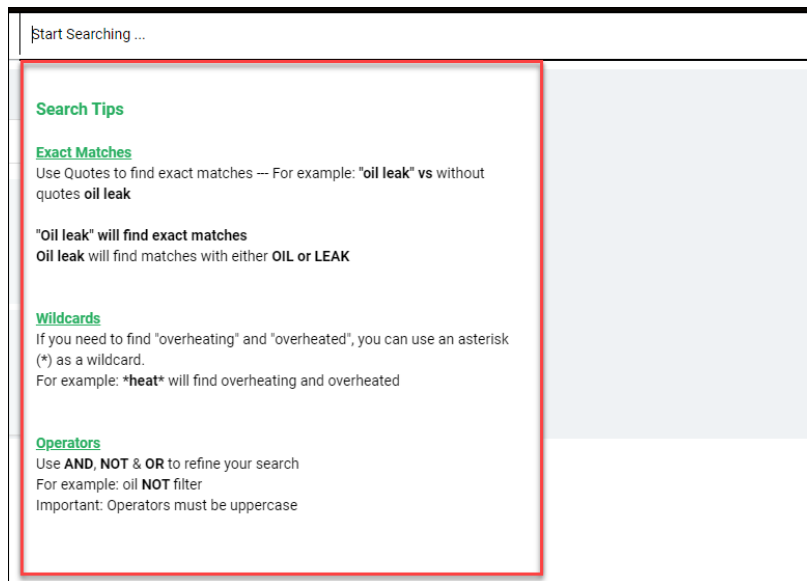 Start Searching ...
Search Tips
Exact Matches
Use Quotes to find exact matches --- For example: "oil leak" vs without
quotes oil leak
"Oil leak" will find exact matches
Oil leak will find matches with either OIL or LEAK
Wildcards
If you need to find "overheating" and "overheated", you can use an asterisk
(*) as a wildcard.
For example: *heat* will find overheating and overheated
Operators
Use AND, NOT & OR to refine your search
For example: oil NOT filter
Important: Operators must be uppercase